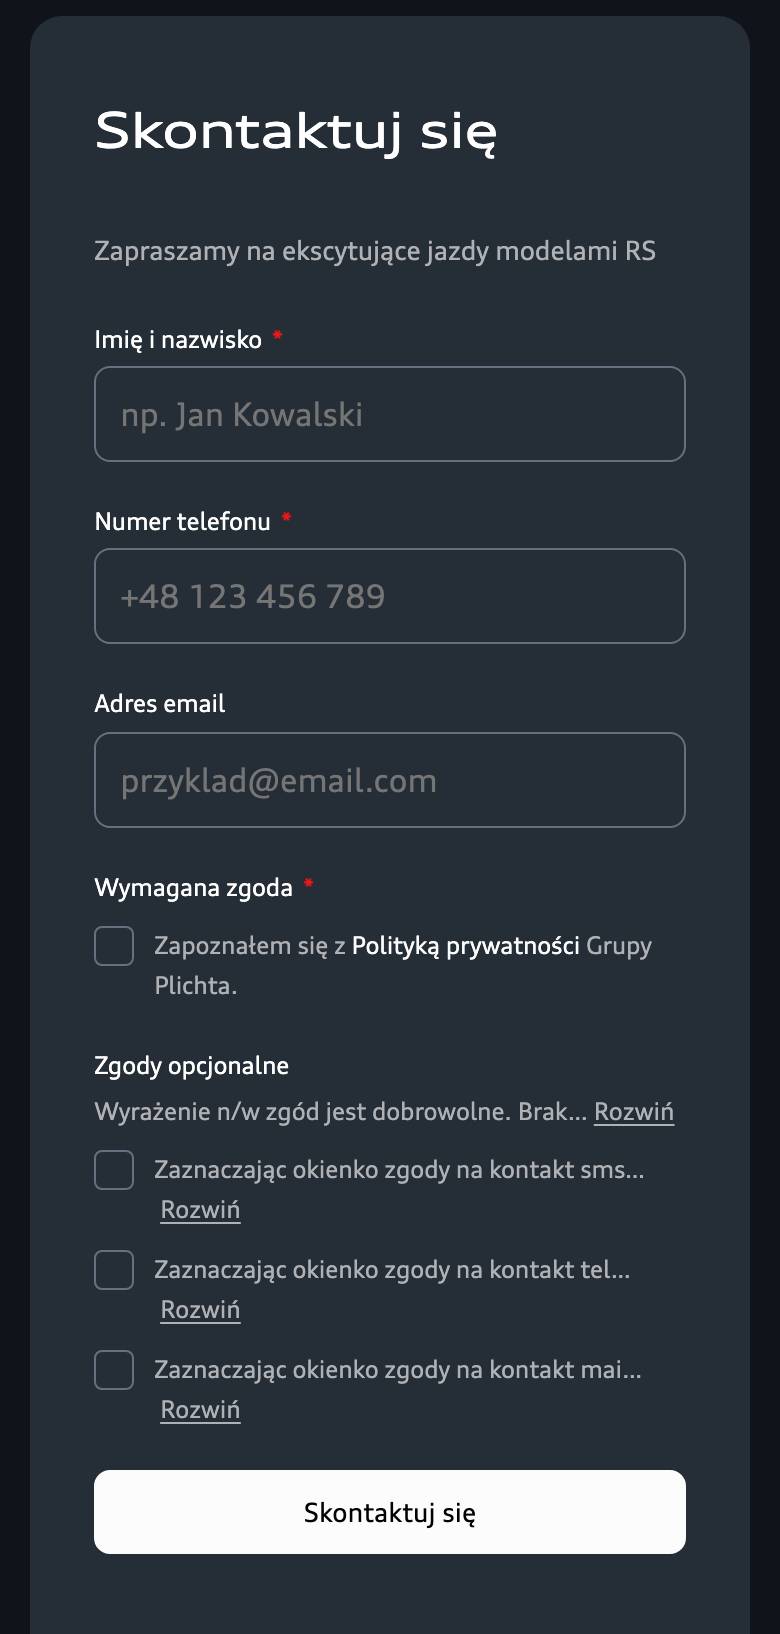 Skontaktuj się
Zapraszamy na ekscytujące jazdy modelami RS
Imię i nazwisko *
np. Jan Kowalski
Numer telefonu *
+48 123 456 789
Adres email
przyklad@email.com
Wymagana zgoda *
Zapoznałem się z Polityką prywatności Grupy
Plichta.
Zgody opcjonalne
Wyrażenie n/w zgód jest dobrowolne. Brak... Rozwiń
Zaznaczając okienko zgody na kontakt sms...
Rozwiń
Zaznaczając okienko zgody na kontakt tel...
Rozwiń
Zaznaczając okienko zgody na kontakt mai...
Rozwiń
Skontaktuj się